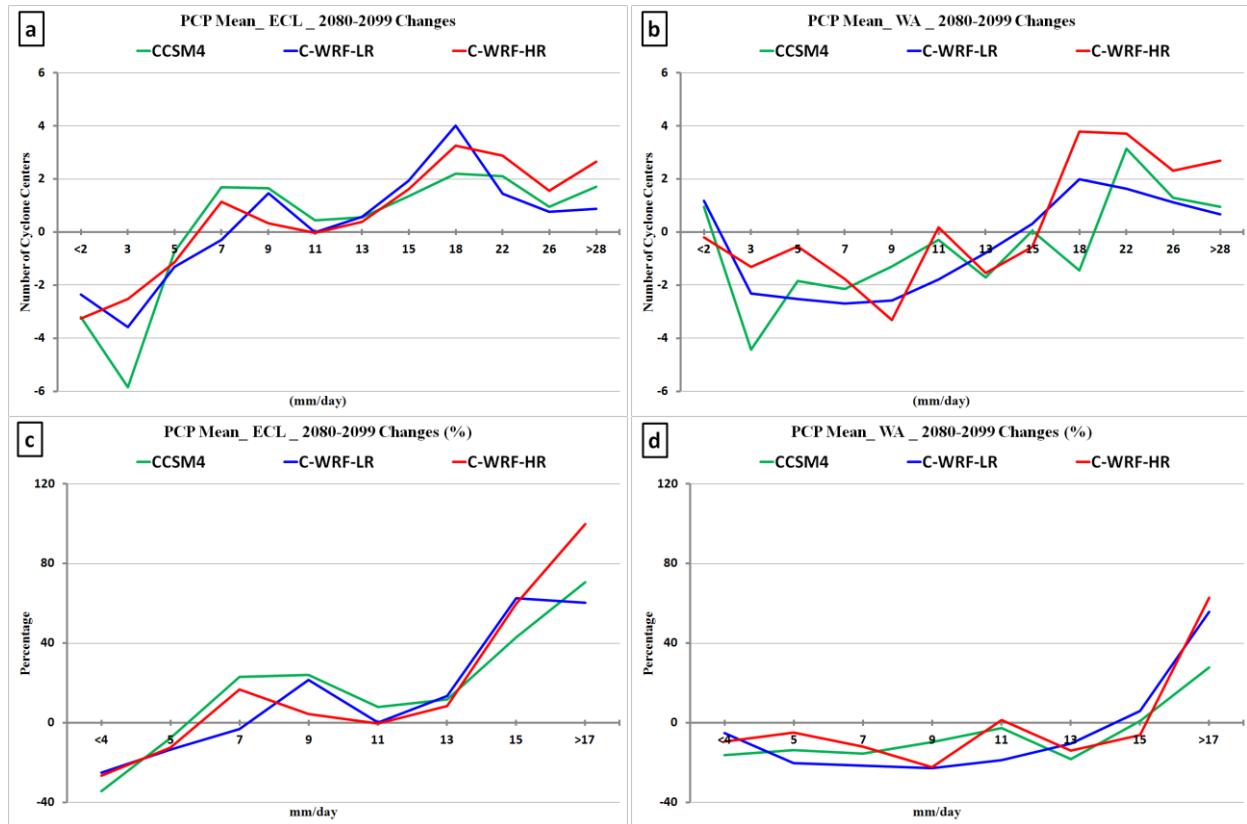 a
PCP Mean_ ECL _ 2080-2099 Changes
CCSM4 C-WRF-LR C-WRF-HR
Number of Cyclone Centers
6
4
2
0
-2
-4
-6
<2 3 5 7 9 11 13 15 18 22 26 >28
(mm/day)
b
PCP Mean_ WA _ 2080-2099 Changes
CCSM4 C-WRF-LR C-WRF-HR
Number of Cyclone Centers
6
4
2
0
-2
-4
-6
<2 3 5 7 9 11 13 15 18 22 26 >28
(mm/day)
c
PCP Mean_ ECL _ 2080-2099 Changes (%)
CCSM4 C-WRF-LR C-WRF-HR
Percentage
120
80
40
0
-40
<4 5 7 9 11 13 15 >17
mm/day
d
PCP Mean_ WA _ 2080-2099 Changes (%)
CCSM4 C-WRF-LR C-WRF-HR
Percentage
120
80
40
0
-40
<4 5 7 9 11 13 15 >17
mm/day